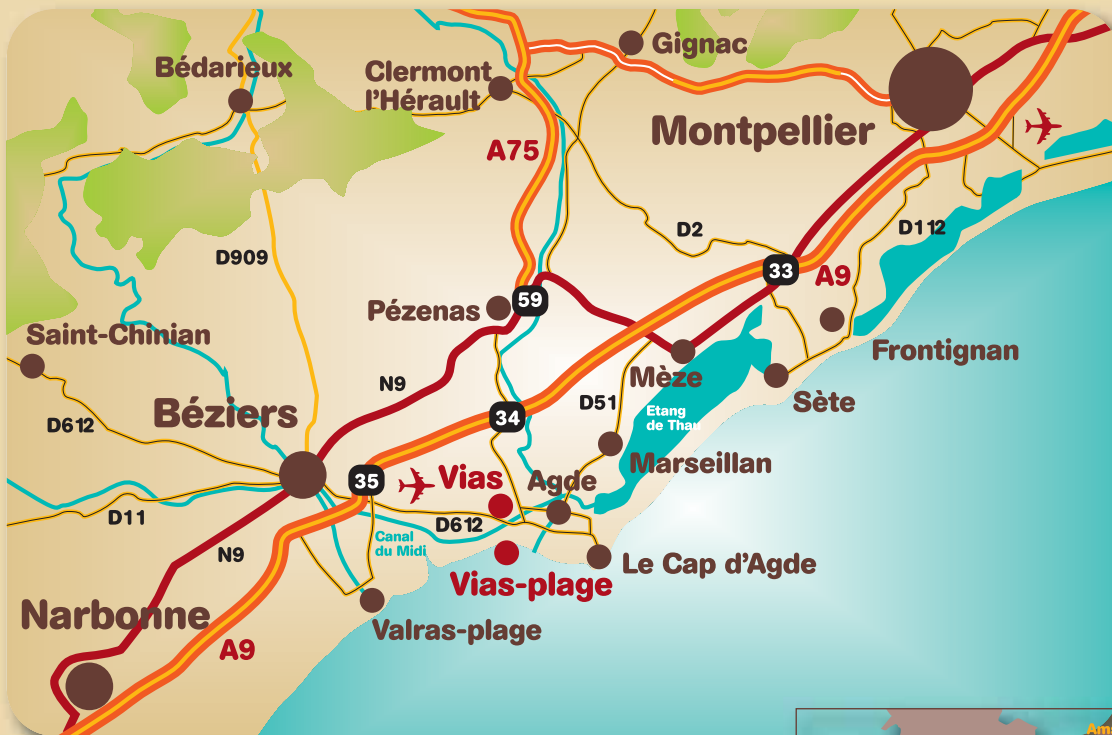 Gignac
Bédarieux
Clermont
l'Hérault
Montpellier
A75
D2
D112
D909
33
A9
59
Pézenas
Saint-Chinian
Frontignan
Mèze
N9
Sète
D51
Béziers
34
Etang
de Thau
D612
Marseillan
35
Vias
Agde
D11
D612
Canal
du Midi
N9
Le Cap d'Agde
Vias-plage
Narbonne
Valras-plage
A9